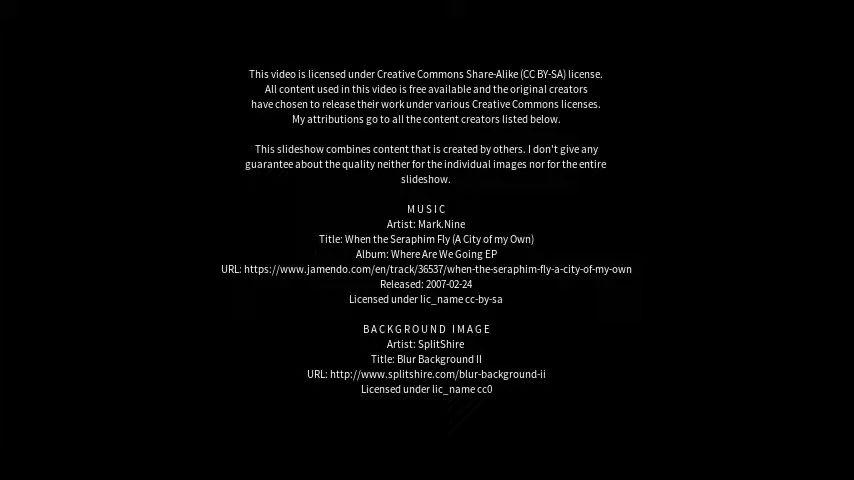 This video is licensed under Creative Commons Share-Alike (CC BY-SA) license.
All content used in this video is free available and the original creators
have chosen to release their work under various Creative Commons licenses.
My attributions go to all the content creators listed below.
This slideshow combines content that is created by others. I don't give any
guarantee about the quality neither for the individual images nor for the entire
slideshow.
MUSIC
Artist: Mark.Nine
Title: When the Seraphim Fly (A City of my Own)
Album: Where Are We Going EP
URL: https://www.jamendo.com/en/track/36537/when-the-seraphim-fly-a-city-of-my-own
Released: 2007-02-24
Licensed under lic_name cc-by-sa
BACKGROUND IMAGE
Artist: SplitShire
Title: Blur Background II
URL: http://www.splitshire.com/blur-background-ii
Licensed under lic_name cc0